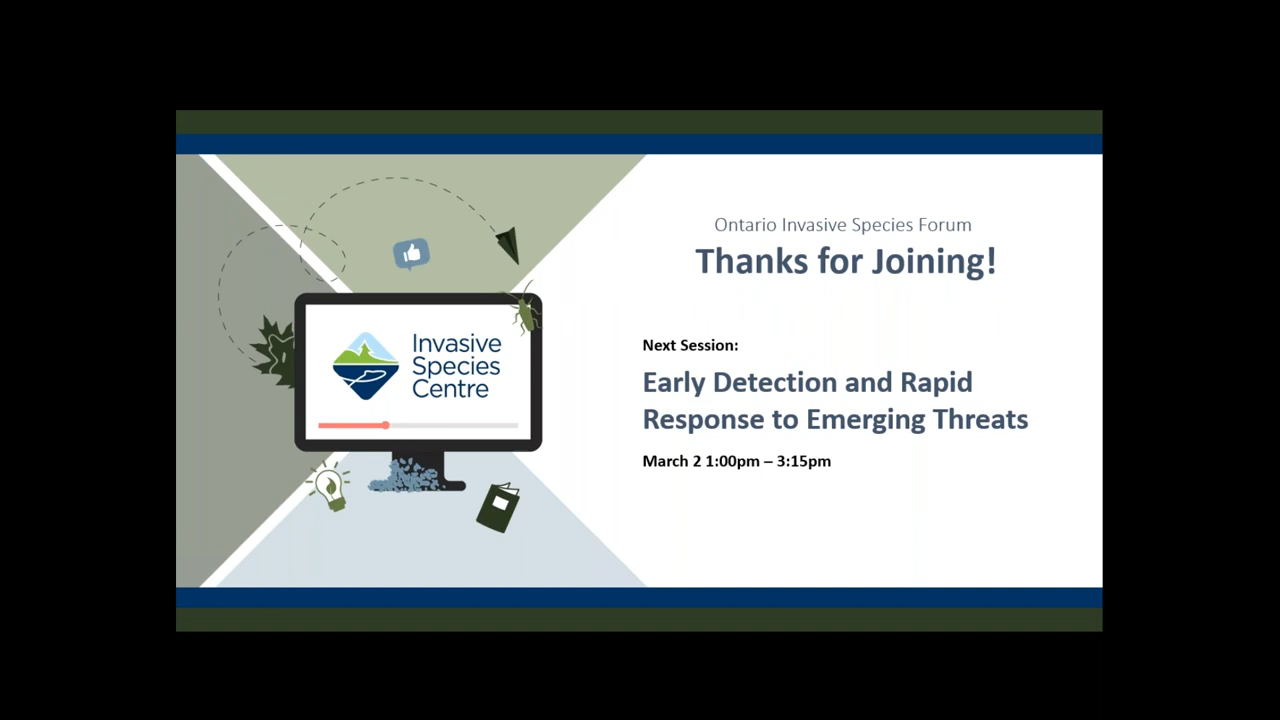 Ontario Invasive Species Forum
Thanks for Joining!
Invasive
Species
Centre
Next Session:
Early Detection and Rapid
Response to Emerging Threats
March 2 1:00pm – 3:15pm